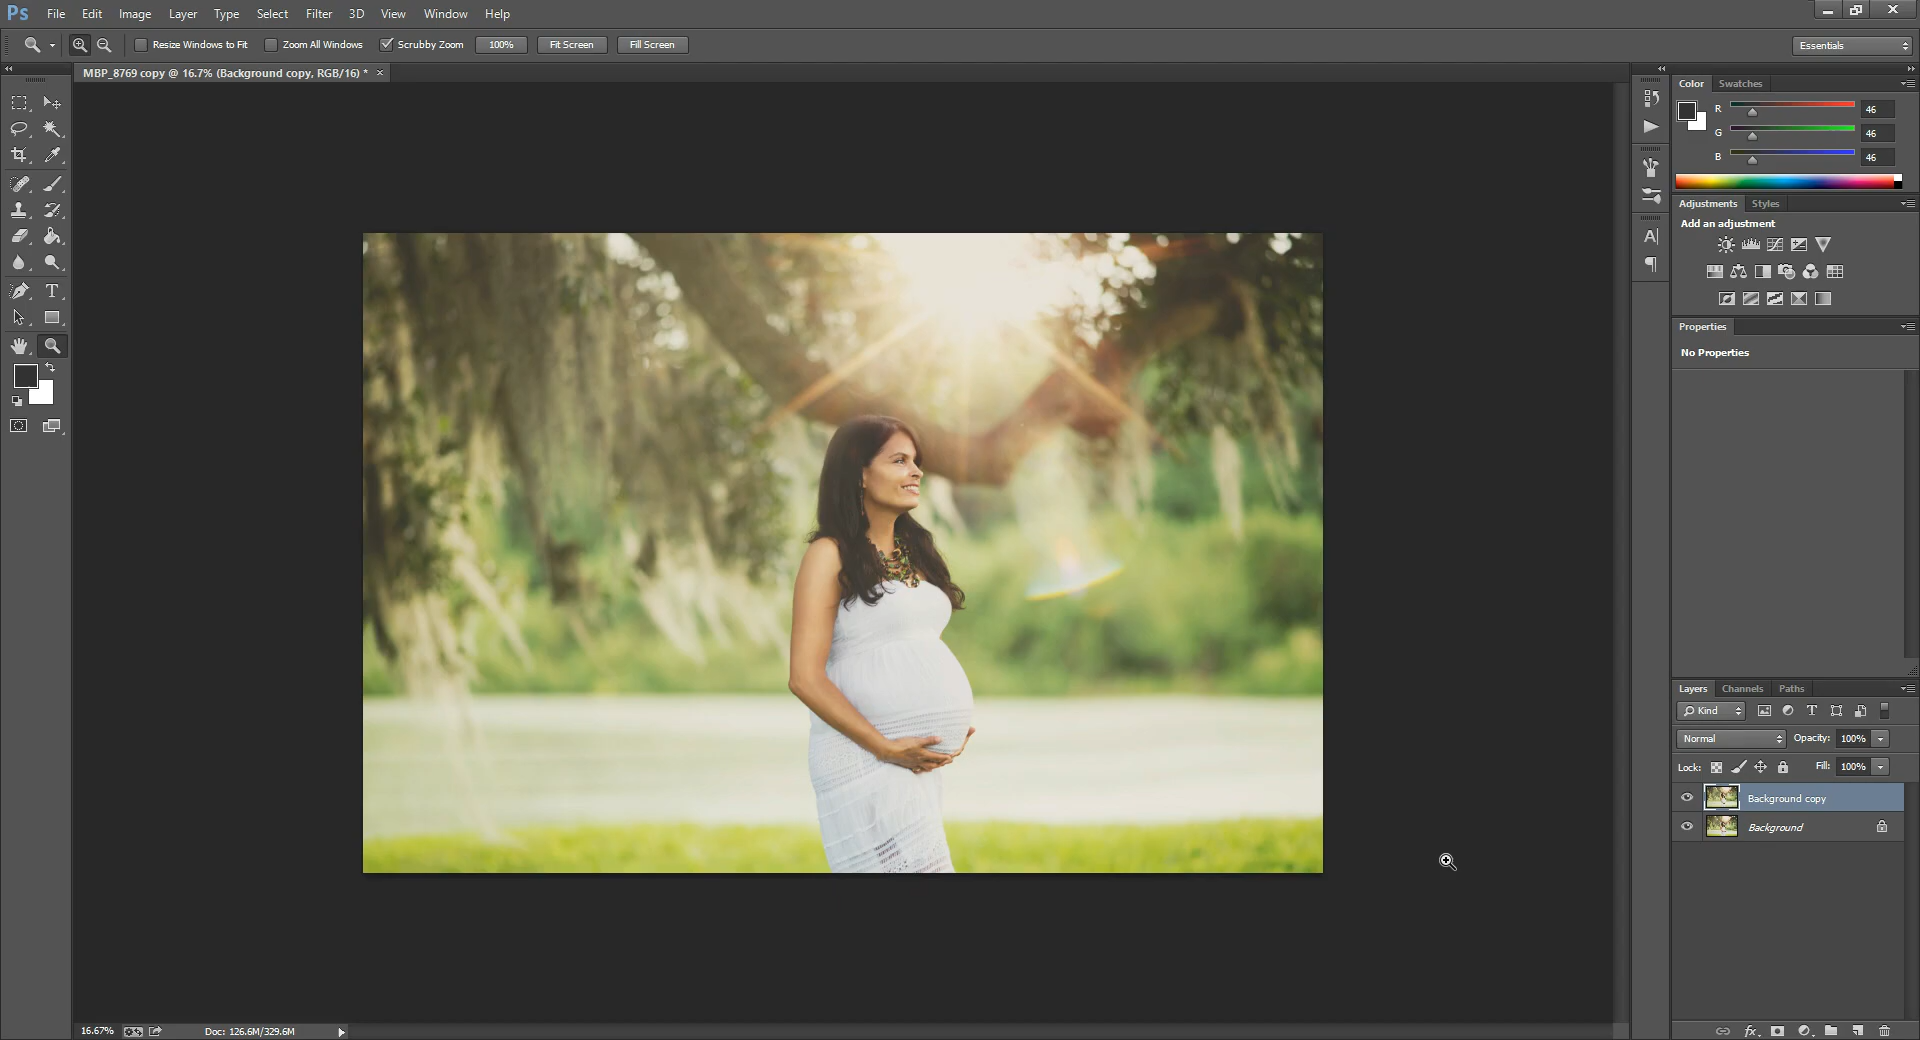 Ps File Edit Image Layer Type Select Filter 3D View Window Help
Resize Windows to Fit Zoom All Windows Scrubby Zoom 100% Fit Screen Fill Screen Essentials
MBP_8769 copy @ 16.7% (Background copy, RGB/16) * ×
Color Swatches
R 46
G 46
B 46
Adjustments Styles
Add an adjustment
Properties
No Properties
Layers Channels Paths
Kind
Normal Opacity: 100%
Lock: Fill: 100%
Background copy
Background
16.67% Doc: 126.6M/329.6M